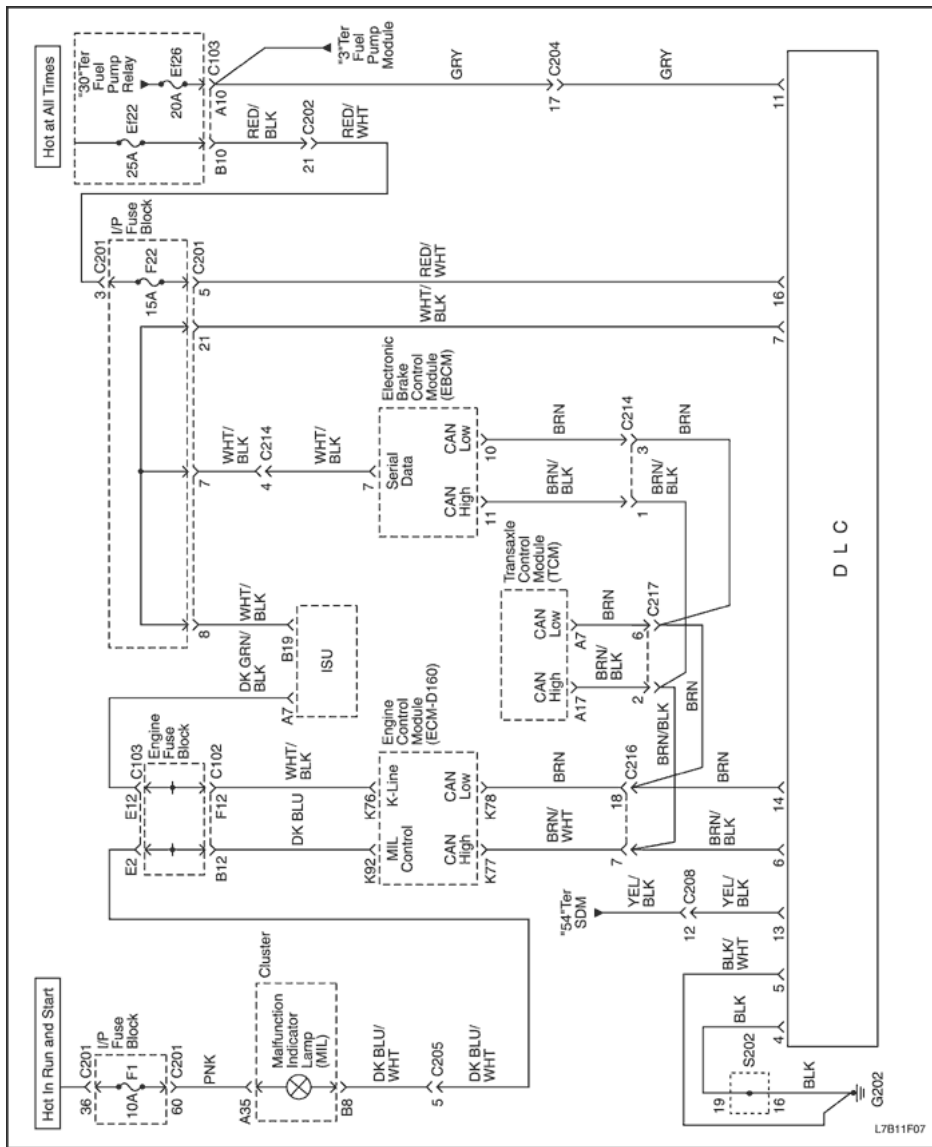 Hot In Run and Start
Hot at All Times
36
C201
I/P
Fuse
Block
F1
10A
60
C201
PNK
A35
Cluster
Malfunction
Indicator
Lamp
(MIL)
B8
DK BLU/
WHT
5
C205
DK BLU/
WHT
E2
E12
C103
Engine
Fuse
Block
B12
F12
C102
DK BLU
WHT/
BLK
K92
K76
Engine
Control
Module
(ECM-D160)
MIL
Control
K-Line
CAN
High
CAN
Low
K77
K78
BRN/
WHT
BRN
7
18
C216
BRN/
BLK
BRN
6
14
DK GRN/
BLK
WHT/
BLK
A7
B19
ISU
3
C201
I/P
Fuse
Block
F22
15A
8
7
21
5
C201
WHT/
BLK
4
C214
WHT/
BLK
7
Electronic
Brake
Control
Module
(EBCM)
Serial
Data
CAN
High
CAN
Low
11
10
BRN/
BLK
BRN
1
3
C214
BRN/
BLK
BRN
Transaxle
Control
Module
(TCM)
CAN
High
CAN
Low
A17
A7
BRN/
BLK
BRN
2
6
C217
BRN/BLK
BRN
WHT/
BLK
RED/
WHT
7
16
"30"Ter
Fuel
Pump
Relay
Ef22
25A
Ef26
20A
B10
A10
C103
"3"Ter
Fuel
Pump
Module
RED/
BLK
21
C202
RED/
WHT
GRY
17
C204
GRY
11
"54"Ter
SDM
YEL/
BLK
12
C208
YEL/
BLK
13
BLK/
WHT
5
BLK
4
S202
19
16
BLK
G202
D L C
L7B11F07